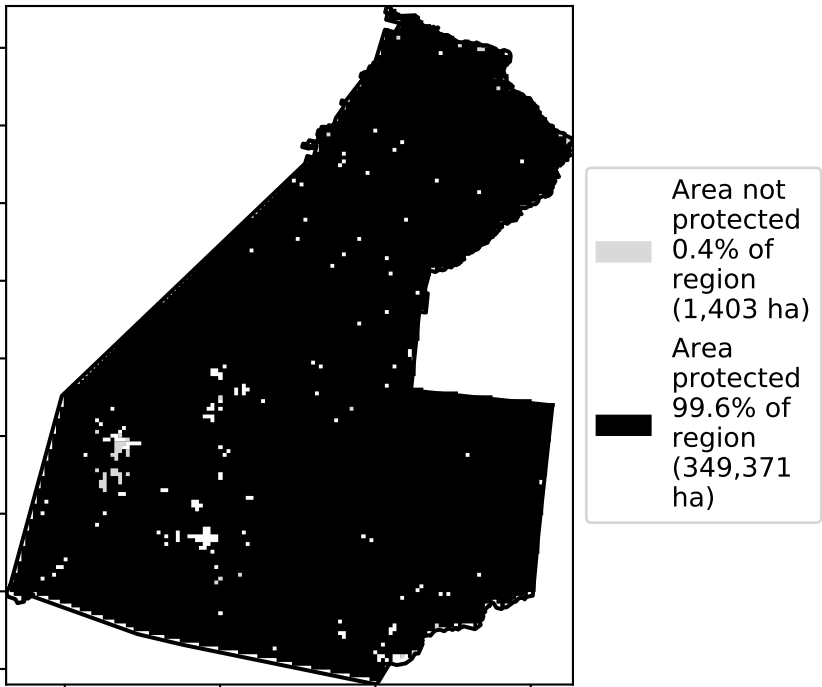 Area not
protected
0.4% of
region
(1,403 ha)
Area
protected
99.6% of
region
(349,371
ha)